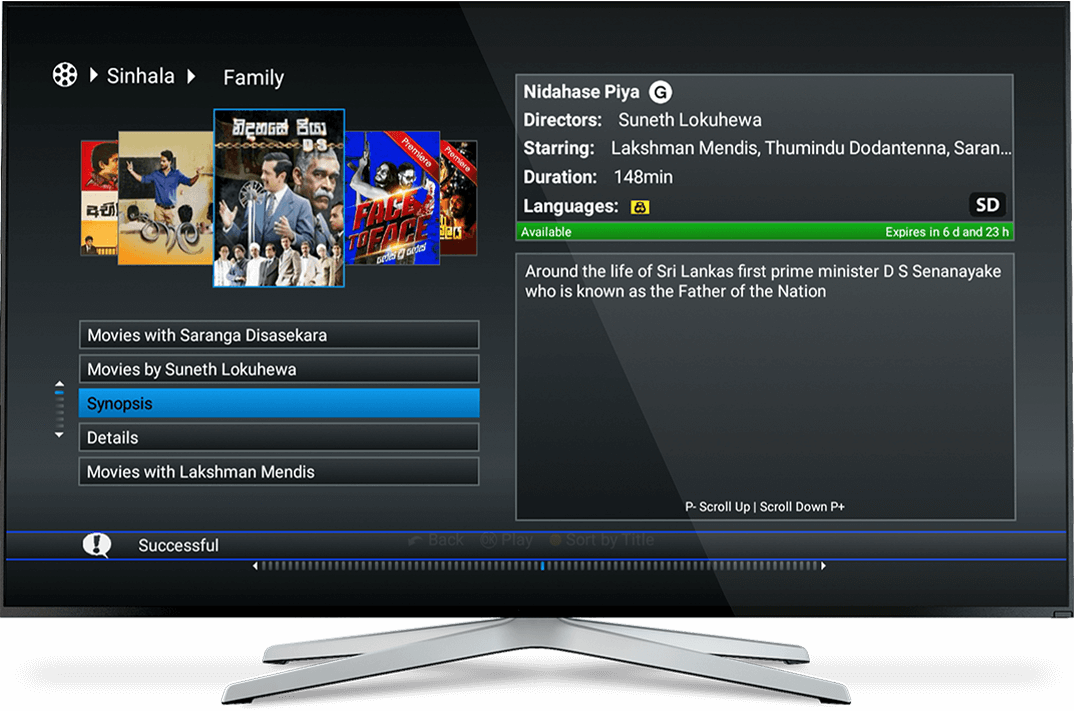 Sinhala
Family
නිදහසේ පියා
DS
Premiere
Premiere
FACE
TO FACE
Nidahase Piya G
Directors: Suneth Lokuhewa
Starring: Lakshman Mendis, Thumindu Dodantenna, Saran...
Duration: 148min
Languages:
SD
Available
Expires in 6 d and 23 h
Around the life of Sri Lankas first prime minister D S Senanayake
who is known as the Father of the Nation
Movies with Saranga Disasekara
Movies by Suneth Lokuhewa
Synopsis
Details
Movies with Lakshman Mendis
P- Scroll Up | Scroll Down P+
Successful
Back
OK Play
Sort by Title